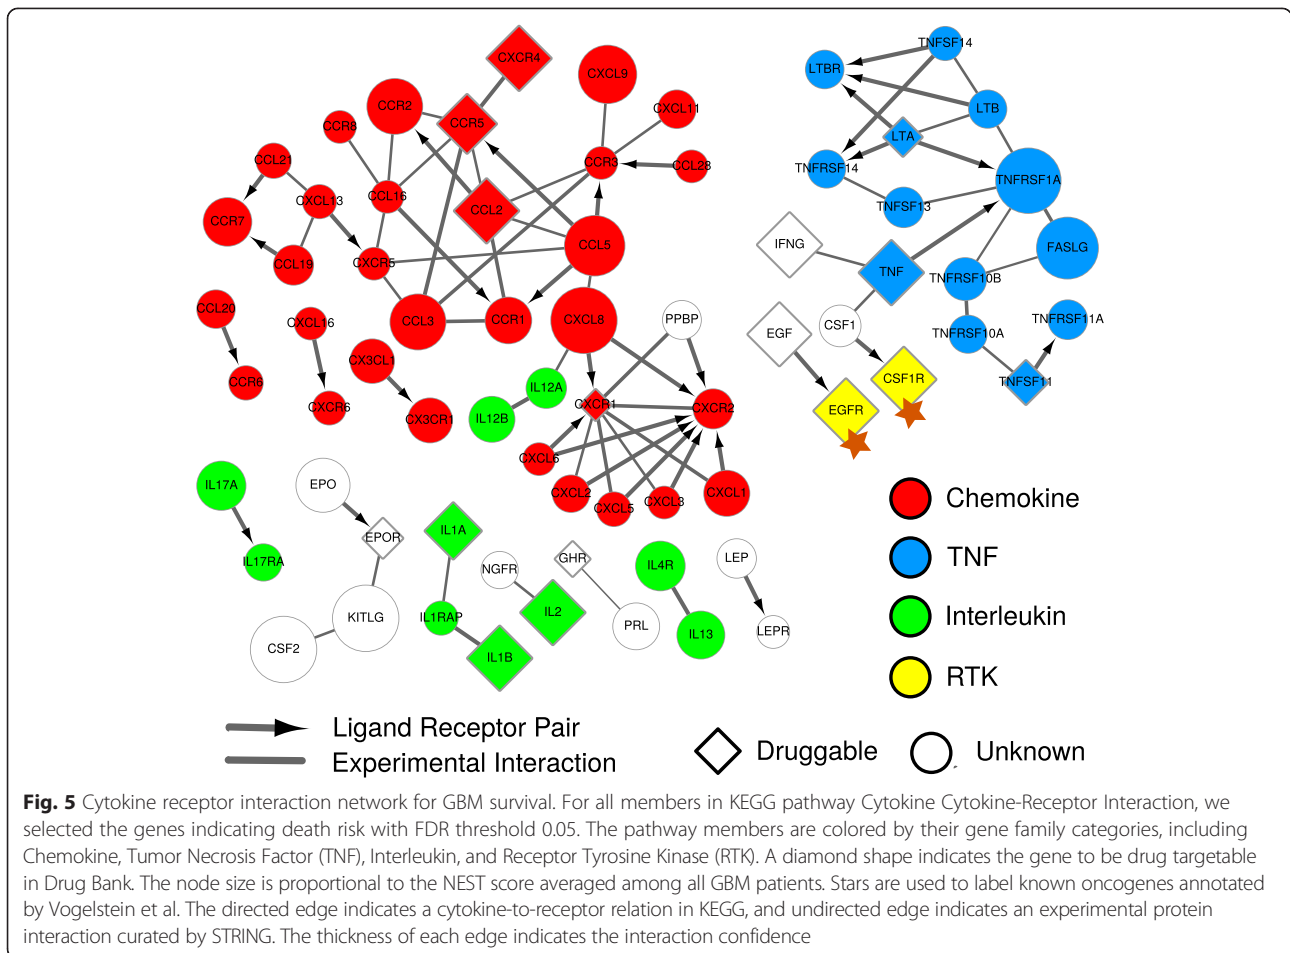 CXCR4
CXCL9
CCR2
CXCL11
CCR8
CCR5
CCL21
CCR3
CCL28
CXCL13
CCL16
CCL2
CCR7
CCL19
CXCR5
CCL5
CCL20
CXCL16
CCL3
CCR1
CXCL8
PPBP
CX3CL1
CCR6
CXCR6
CX3CR1
IL12A
IL12B
CXCR1
CXCR2
CXCL6
CXCL2
CXCL5
CXCL3
CXCL1
TNFSF14
LTBR
LTB
LTA
TNFRSF14
TNFRSF1A
TNFSF13
IFNG
FASLG
TNF
TNFRSF10B
EGF
CSF1
TNFRSF10A
TNFRSF11A
CSF1R
TNFSF11
EGFR
IL17A
EPO
IL1A
EPOR
IL17RA
NGFR
GHR
IL4R
LEP
KITLG
IL1RAP
IL2
PRL
IL13
LEPR
CSF2
IL1B
Chemokine
TNF
Interleukin
RTK
Ligand Receptor Pair
Experimental Interaction
Druggable
Unknown
Fig. 5 Cytokine receptor interaction network for GBM survival. For all members in KEGG pathway Cytokine Cytokine-Receptor Interaction, we
selected the genes indicating death risk with FDR threshold 0.05. The pathway members are colored by their gene family categories, including
Chemokine, Tumor Necrosis Factor (TNF), Interleukin, and Receptor Tyrosine Kinase (RTK). A diamond shape indicates the gene to be drug targetable
in Drug Bank. The node size is proportional to the NEST score averaged among all GBM patients. Stars are used to label known oncogenes annotated
by Vogelstein et al. The directed edge indicates a cytokine-to-receptor relation in KEGG, and undirected edge indicates an experimental protein
interaction curated by STRING. The thickness of each edge indicates the interaction confidence